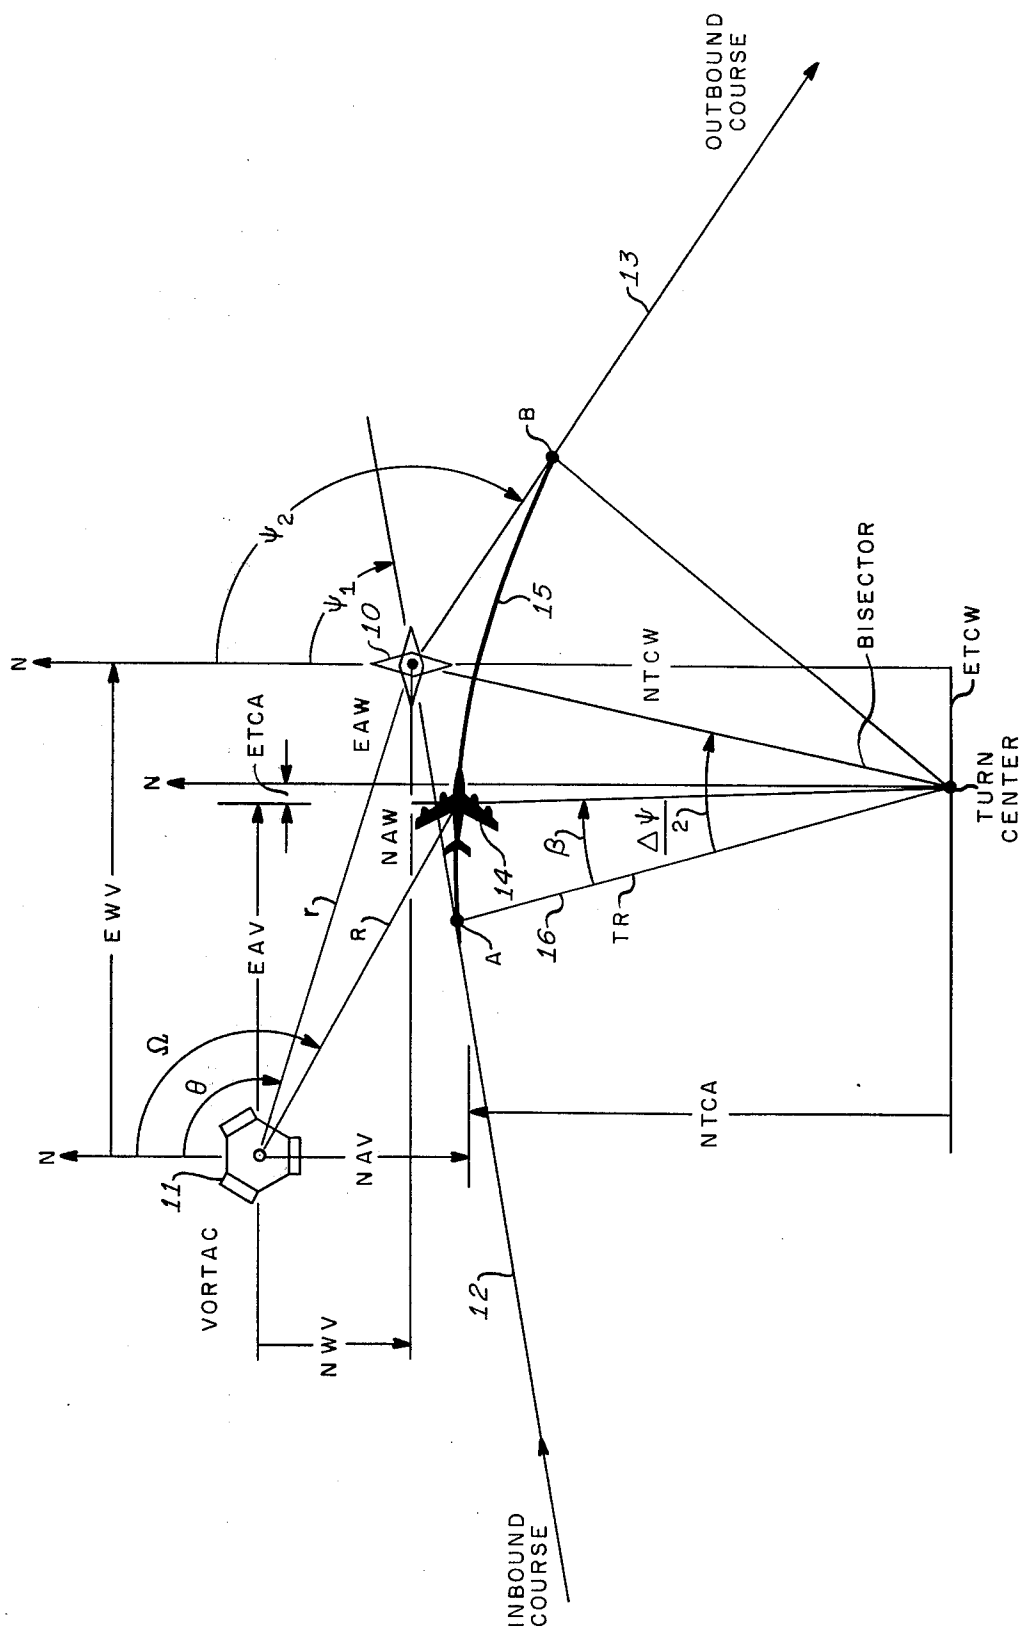 N
N
N
EWV
ETCA
EAV
Ω
θ
r
R
11
VORTAC
NWV
NAV
NAW
EAW
10
Ψ1
Ψ2
A
14
B
15
13
OUTBOUND
COURSE
12
INBOUND
COURSE
NTCA
16
TR
β
ΔΨ
2
NTCW
BISECTOR
ETCW
TURN
CENTER